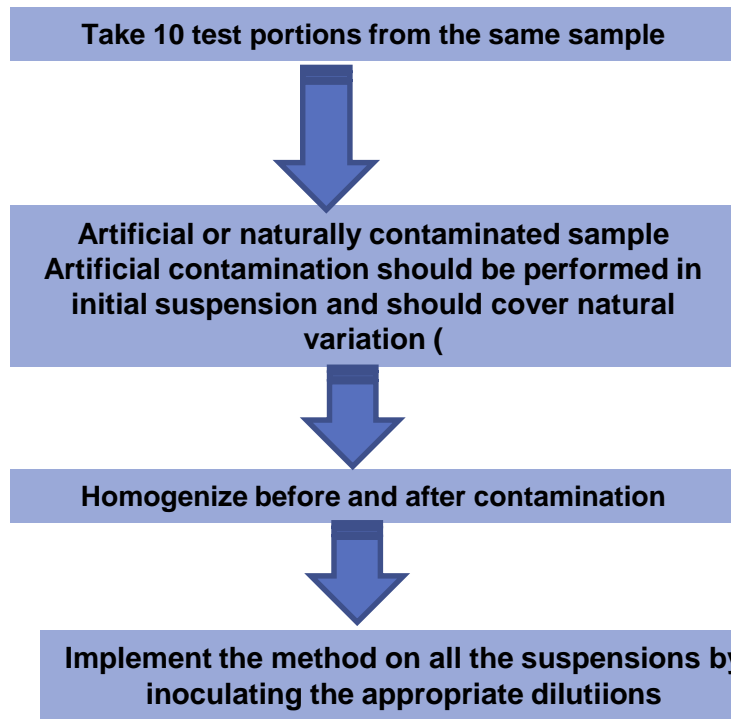 Take 10 test portions from the same sample
Artificial or naturally contaminated sample
Artificial contamination should be performed in
initial suspension and should cover natural
variation (
Homogenize before and after contamination
Implement the method on all the suspensions by
inoculating the appropriate dilutiions